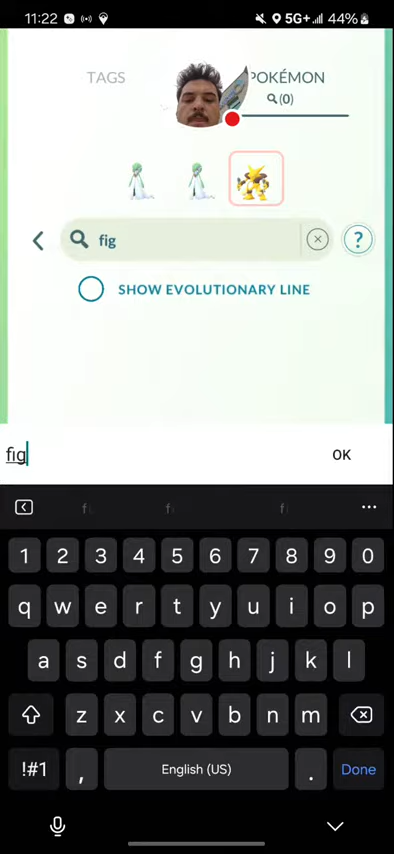 11:22 5G+ 44%
TAGS POKÉMON
(0)
fig
?
SHOW EVOLUTIONARY LINE
fig OK
...
1 2 3 4 5 6 7 8 9 0
q w e r t y u i o p
a s d f g h j k l
z x c v b n m
!#1 , English (US) . Done